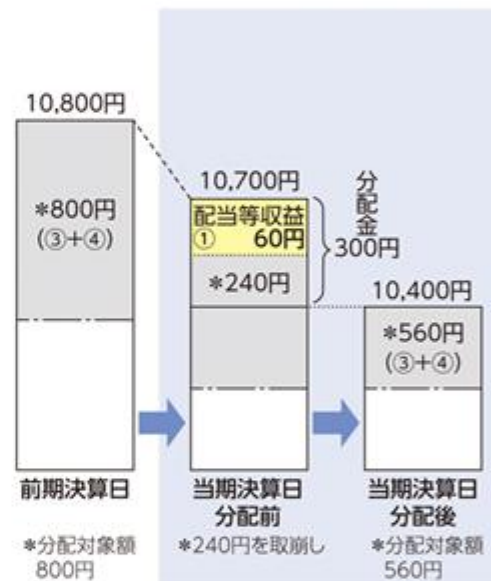 10,800円
*800円
(③+④)
10,700円
配当等収益
① 60円
*240円
分配金
300円
10,400円
*560円
(③+④)
前期決算日
当期決算日
分配前
当期決算日
分配後
*分配対象額
800円
*240円を取崩し
*分配対象額
560円